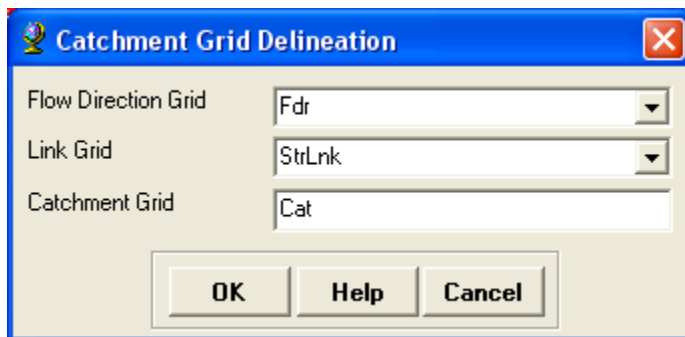 Catchment Grid Delineation
Flow Direction Grid Fdr
Link Grid StrLnk
Catchment Grid Cat
OK Help Cancel